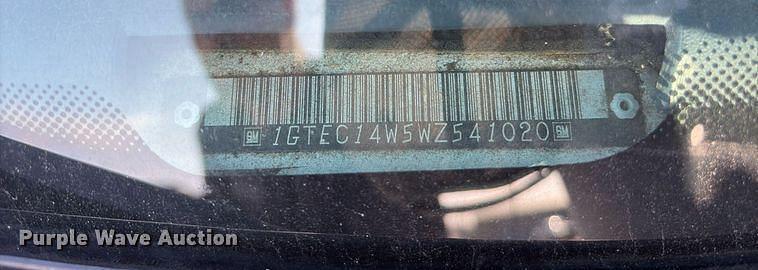 GM 1GTEC14W5WZ541020 GM
Purple Wave Auction